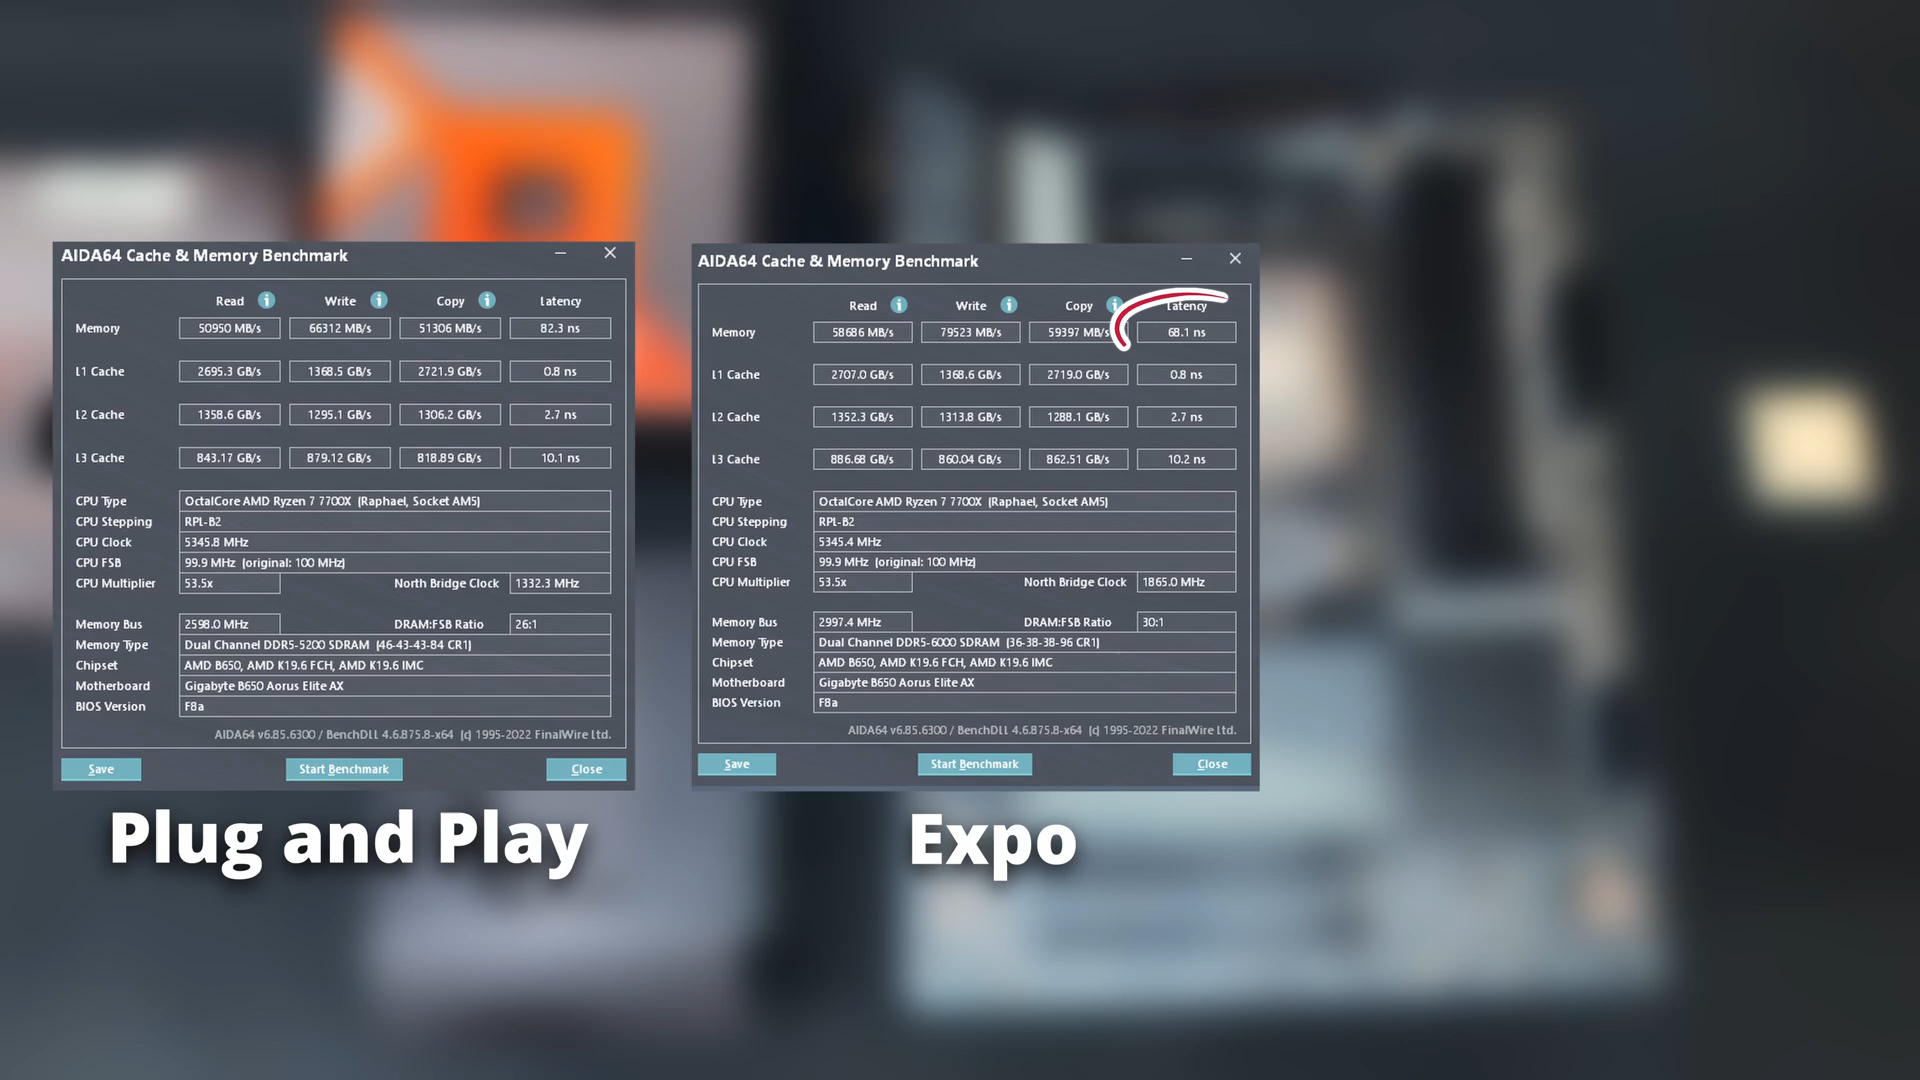 AIDA64 Cache & Memory Benchmark
Read Write Copy Latency
Memory 50950 MB/s 66312 MB/s 51306 MB/s 82.3 ns
L1 Cache 2695.3 GB/s 1368.5 GB/s 2721.9 GB/s 0.8 ns
L2 Cache 1358.6 GB/s 1295.1 GB/s 1306.2 GB/s 2.7 ns
L3 Cache 843.17 GB/s 879.12 GB/s 818.89 GB/s 10.1 ns
CPU Type OctalCore AMD Ryzen 7 7700X (Raphael, Socket AM5)
CPU Stepping RPL-B2
CPU Clock 5345.8 MHz
CPU FSB 99.9 MHz (original: 100 MHz)
CPU Multiplier 53.5x North Bridge Clock 1332.3 MHz
Memory Bus 2598.0 MHz DRAM:FSB Ratio 26:1
Memory Type Dual Channel DDR5-5200 SDRAM (46-43-43-84 CR1)
Chipset AMD B650, AMD K19.6 FCH, AMD K19.6 IMC
Motherboard Gigabyte B650 Aorus Elite AX
BIOS Version F8a
AIDA64 v6.85.6300 / BenchDLL 4.6.875.8-x64 (c) 1995-2022 FinalWire Ltd.
Save Start Benchmark Close
Plug and Play
AIDA64 Cache & Memory Benchmark
Read Write Copy Latency
Memory 58686 MB/s 79523 MB/s 59397 MB/s 68.1 ns
L1 Cache 2707.0 GB/s 1368.6 GB/s 2719.0 GB/s 0.8 ns
L2 Cache 1352.3 GB/s 1313.8 GB/s 1288.1 GB/s 2.7 ns
L3 Cache 886.68 GB/s 860.04 GB/s 862.51 GB/s 10.2 ns
CPU Type OctalCore AMD Ryzen 7 7700X (Raphael, Socket AM5)
CPU Stepping RPL-B2
CPU Clock 5345.4 MHz
CPU FSB 99.9 MHz (original: 100 MHz)
CPU Multiplier 53.5x North Bridge Clock 1865.0 MHz
Memory Bus 2997.4 MHz DRAM:FSB Ratio 30:1
Memory Type Dual Channel DDR5-6000 SDRAM (36-38-38-96 CR1)
Chipset AMD B650, AMD K19.6 FCH, AMD K19.6 IMC
Motherboard Gigabyte B650 Aorus Elite AX
BIOS Version F8a
AIDA64 v6.85.6300 / BenchDLL 4.6.875.8-x64 (c) 1995-2022 FinalWire Ltd.
Save Start Benchmark Close
Expo